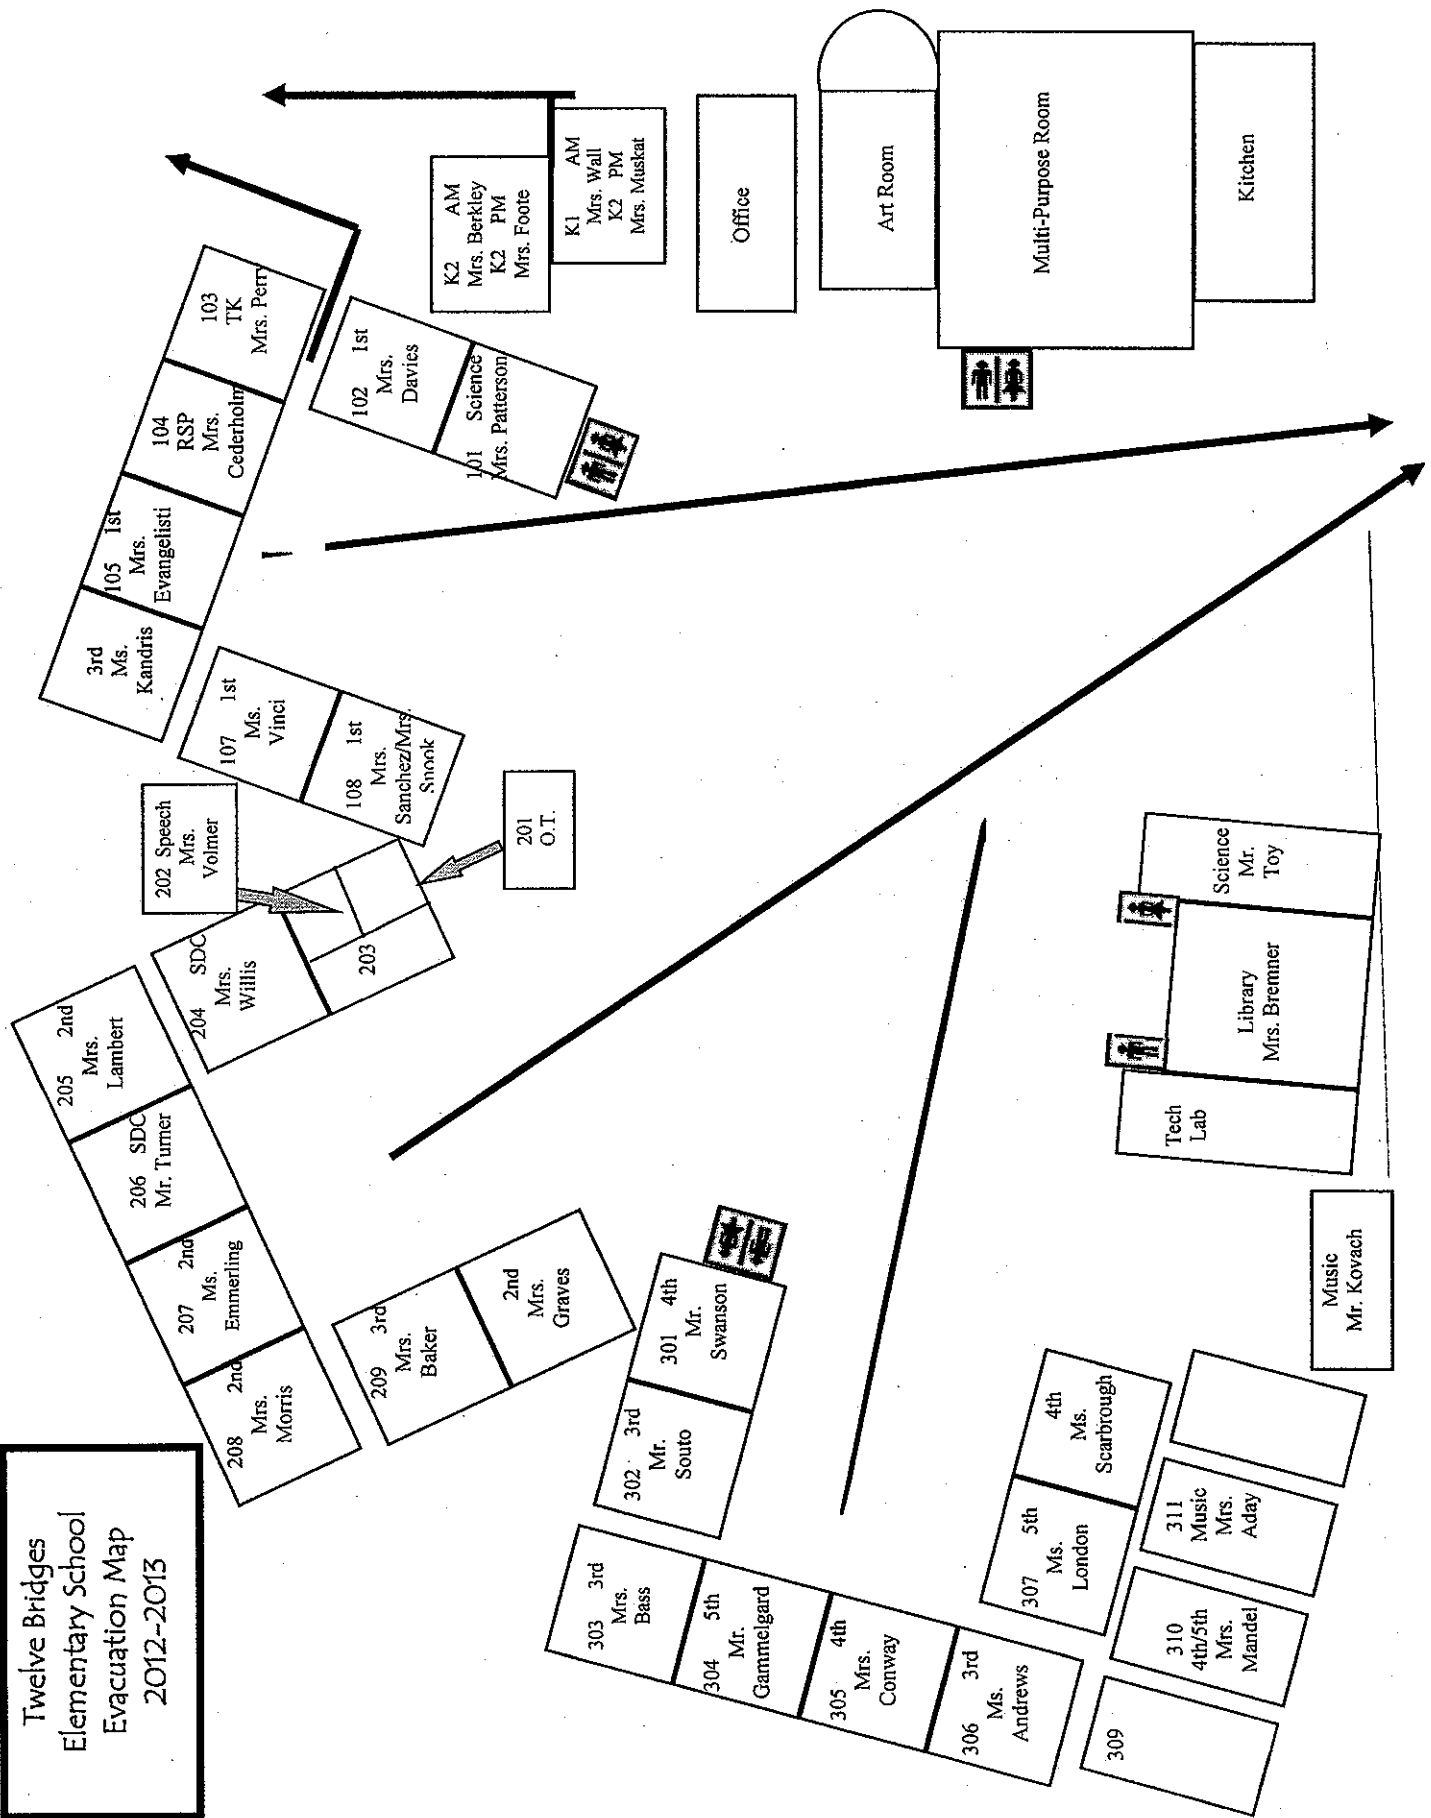 Twelve Bridges
Elementary School
Evacuation Map
2012-2013
208 2nd
Mrs.
Morris
207 2nd
Ms.
Emmerling
206 SDC
Mr. Turner
205 2nd
Mrs.
Lambert
204 SDC
Mrs.
Willis
203
202 Speech
Mrs.
Volmer
201
O.T.
209 3rd
Mrs.
Baker
2nd
Mrs.
Graves
3rd
Ms.
Kandris
105 1st
Mrs.
Evangelisti
104
RSP
Mrs.
Cederholm
103
TK
Mrs. Perry
107 1st
Ms.
Vinci
108 1st
Mrs.
Sanchez/Mrs.
Snook
102 1st
Mrs.
Davies
101 Science
Mrs. Patterson
K2 AM
Mrs. Berkley
K2 PM
Mrs. Foote
K1 AM
Mrs. Wall
K2 PM
Mrs. Muskat
Office
Art Room
Multi-Purpose Room
Kitchen
303 3rd
Mrs.
Bass
302 3rd
Mr.
Souto
301 4th
Mr.
Swanson
304 5th
Mr.
Gammelgard
305 4th
Mrs.
Conway
306 3rd
Ms.
Andrews
307 5th
Ms.
London
4th
Ms.
Scarbrough
309
310
4th/5th
Mrs.
Mandel
311
Music
Mrs.
Aday
Music
Mr. Kovach
Tech
Lab
Library
Mrs. Bremner
Science
Mr.
Toy